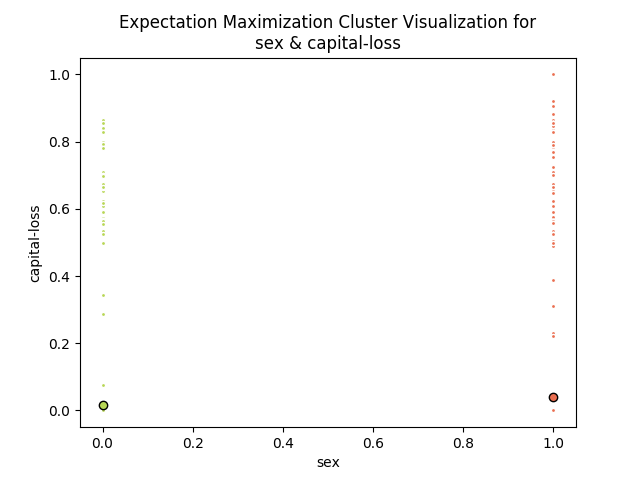 Expectation Maximization Cluster Visualization for
sex & capital-loss
1.0
0.8
0.6
0.4
0.2
0.0
capital-loss
0.0 0.2 0.4 0.6 0.8 1.0
sex